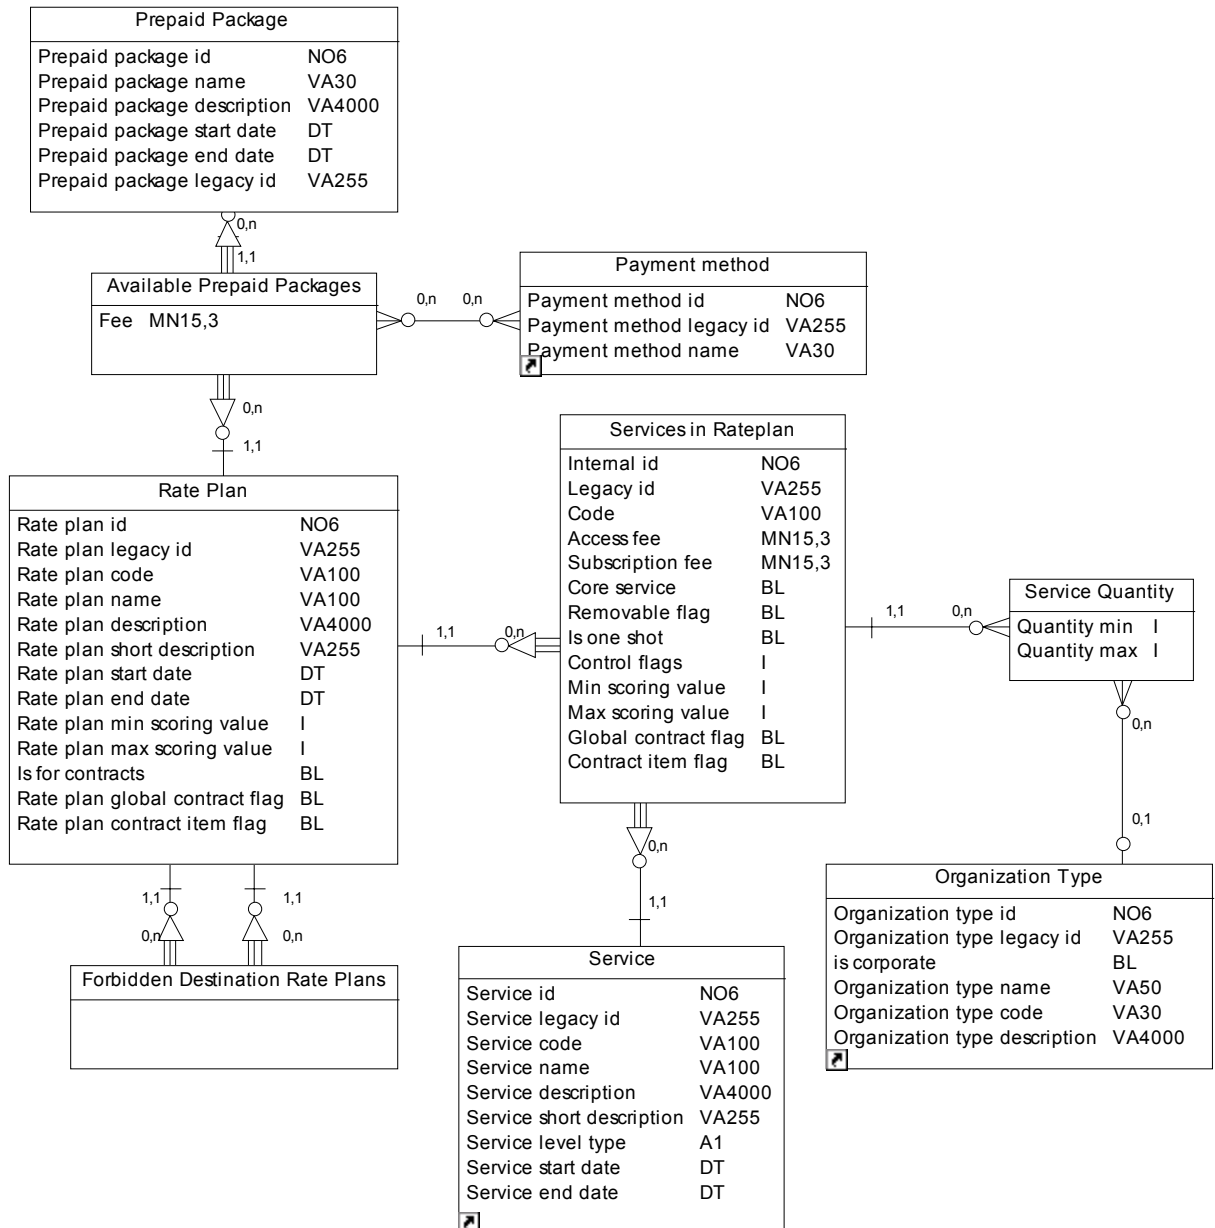 Prepaid Package
Prepaid package id NO6
Prepaid package name VA30
Prepaid package description VA4000
Prepaid package start date DT
Prepaid package end date DT
Prepaid package legacy id VA255
0,n
1,1
Available Prepaid Packages
Fee MN15,3
0,n 0,n
Payment method
Payment method id NO6
Payment method legacy id VA255
Payment method name VA30
0,n
1,1
Rate Plan
Rate plan id NO6
Rate plan legacy id VA255
Rate plan code VA100
Rate plan name VA100
Rate plan description VA4000
Rate plan short description VA255
Rate plan start date DT
Rate plan end date DT
Rate plan min scoring value I
Rate plan max scoring value I
Is for contracts BL
Rate plan global contract flag BL
Rate plan contract item flag BL
1,1 0,n
Services in Rateplan
Internal id NO6
Legacy id VA255
Code VA100
Access fee MN15,3
Subscription fee MN15,3
Core service BL
Removable flag BL
Is one shot BL
Control flags I
Min scoring value I
Max scoring value I
Global contract flag BL
Contract item flag BL
1,1 0,n
Service Quantity
Quantity min I
Quantity max I
0,n
0,1
Organization Type
Organization type id NO6
Organization type legacy id VA255
is corporate BL
Organization type name VA50
Organization type code VA30
Organization type description VA4000
0,n
1,1
Service
Service id NO6
Service legacy id VA255
Service code VA100
Service name VA100
Service description VA4000
Service short description VA255
Service level type A1
Service start date DT
Service end date DT
1,1 1,1
0,n 0,n
Forbidden Destination Rate Plans